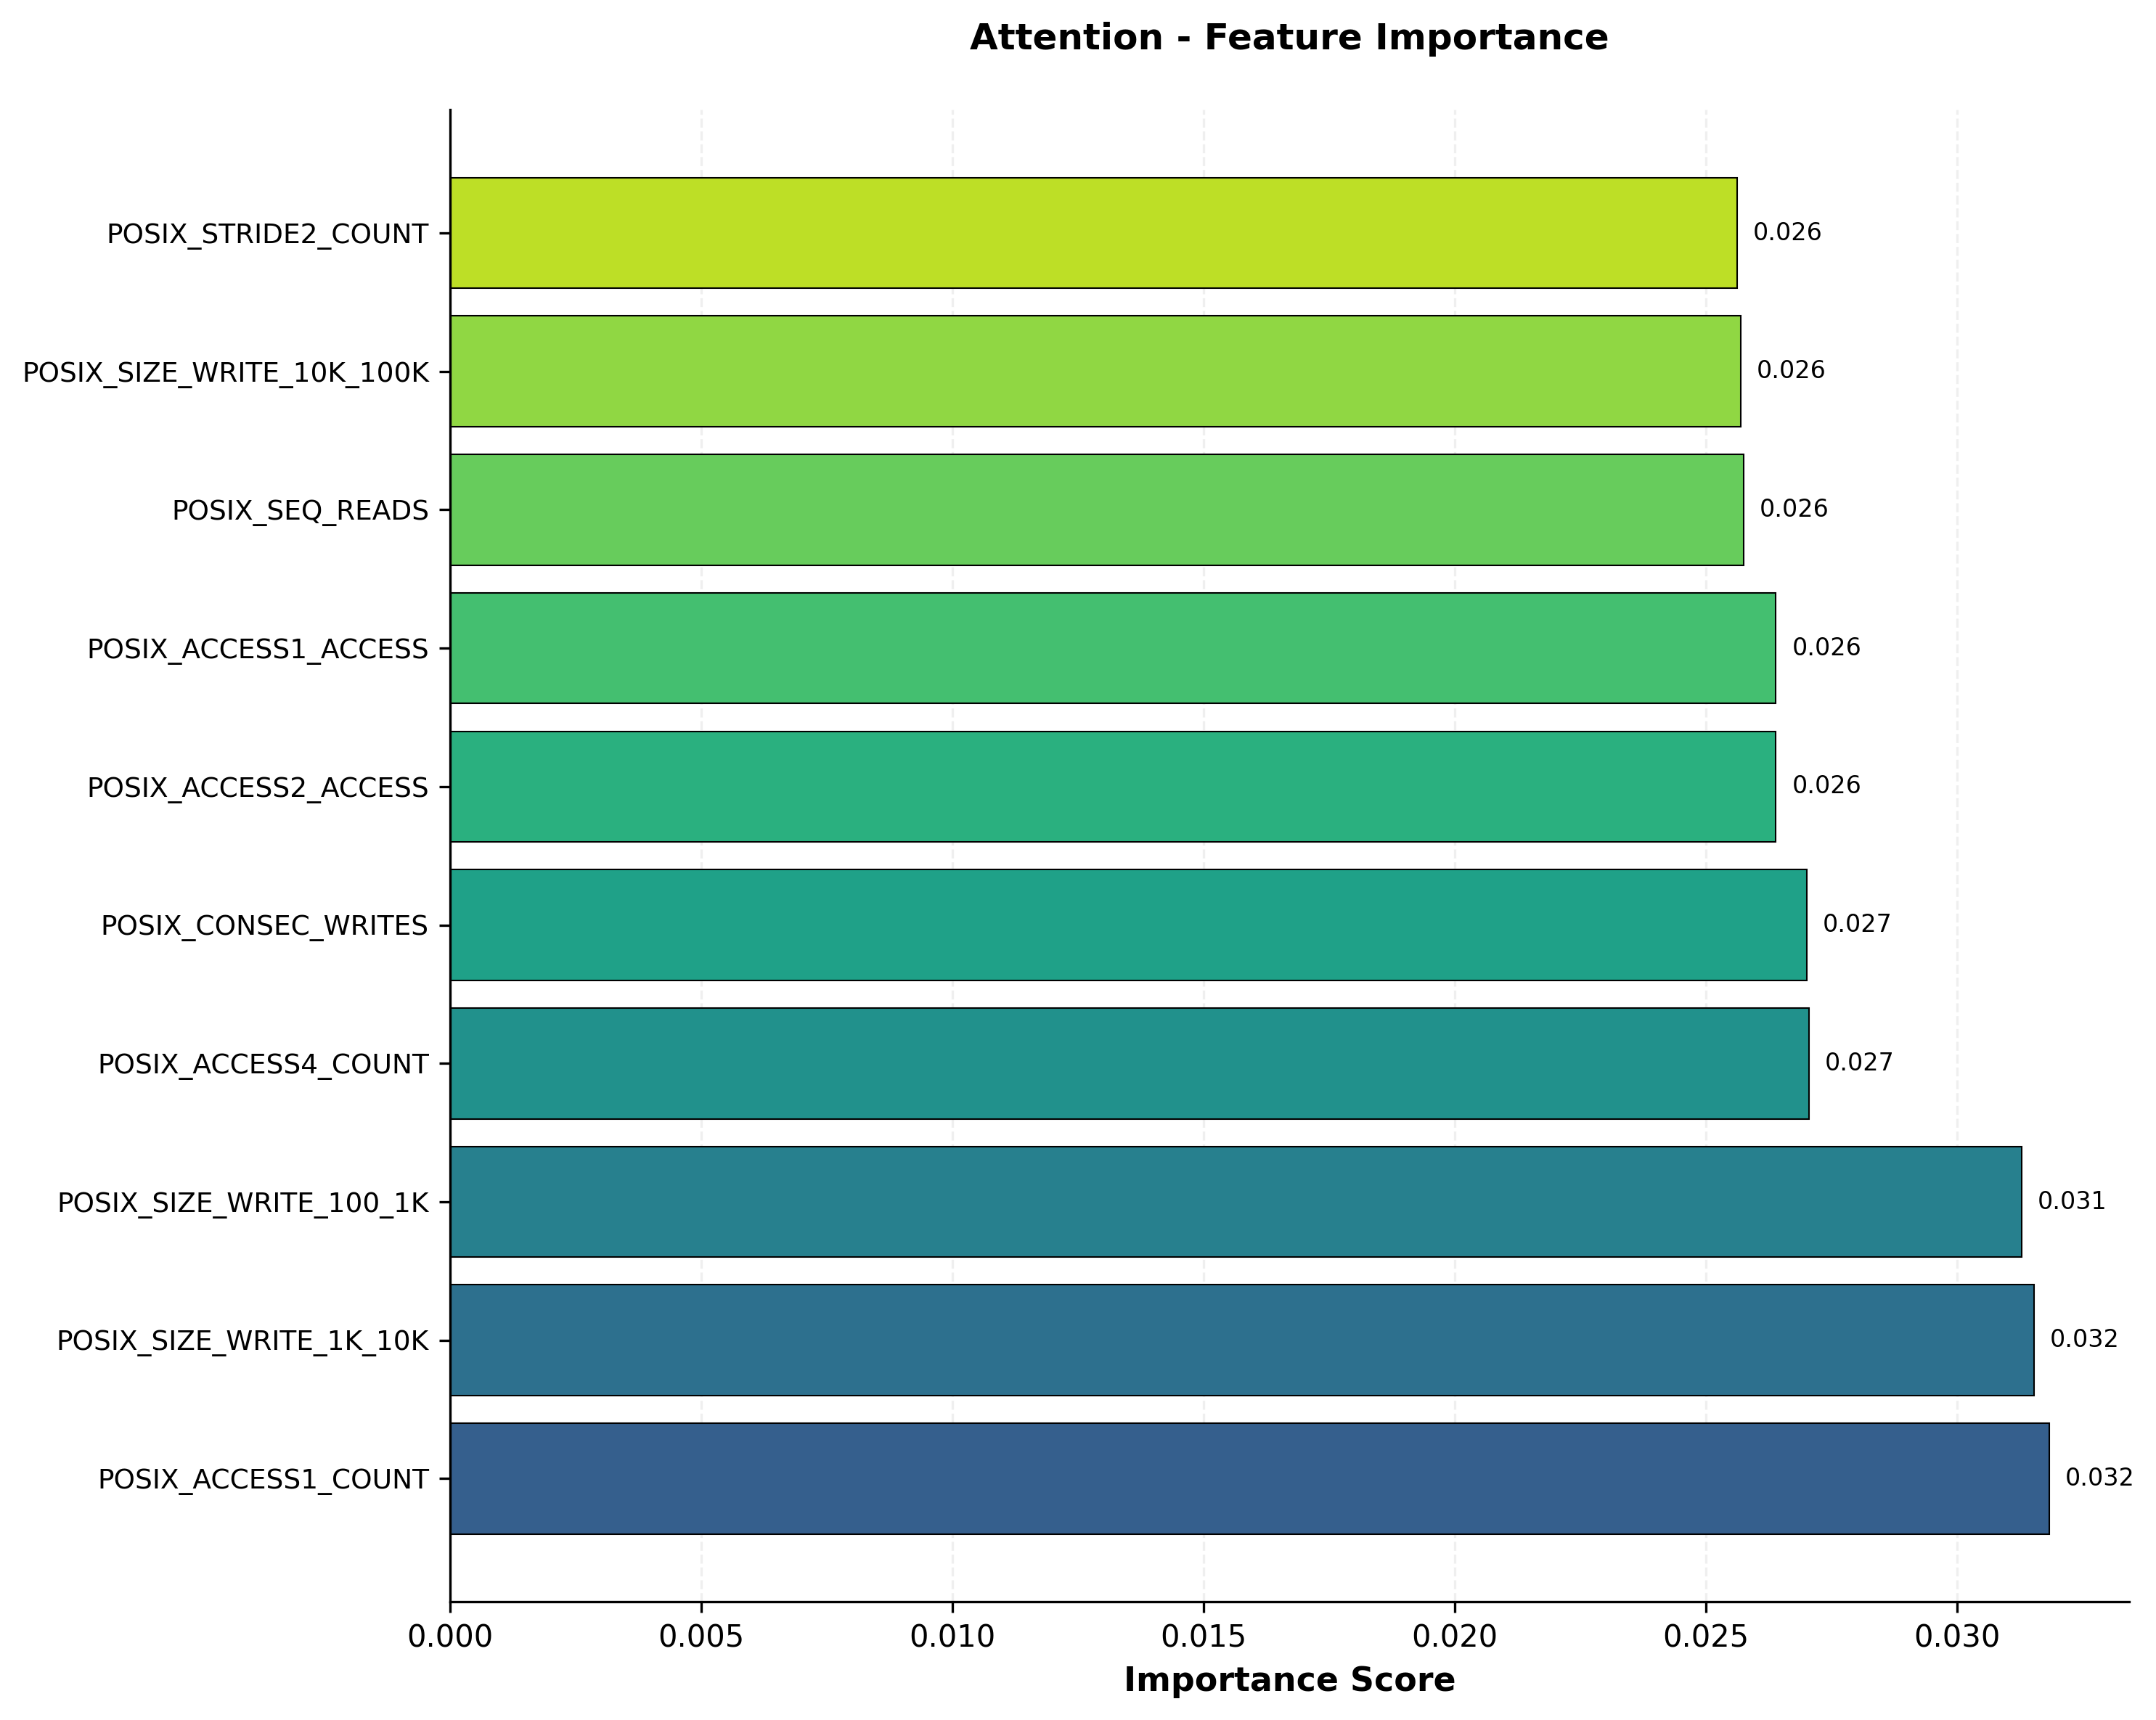 Attention - Feature Importance
POSIX_STRIDE2_COUNT 0.026
POSIX_SIZE_WRITE_10K_100K 0.026
POSIX_SEQ_READS 0.026
POSIX_ACCESS1_ACCESS 0.026
POSIX_ACCESS2_ACCESS 0.026
POSIX_CONSEC_WRITES 0.027
POSIX_ACCESS4_COUNT 0.027
POSIX_SIZE_WRITE_100_1K 0.031
POSIX_SIZE_WRITE_1K_10K 0.032
POSIX_ACCESS1_COUNT 0.032
0.000 0.005 0.010 0.015 0.020 0.025 0.030
Importance Score